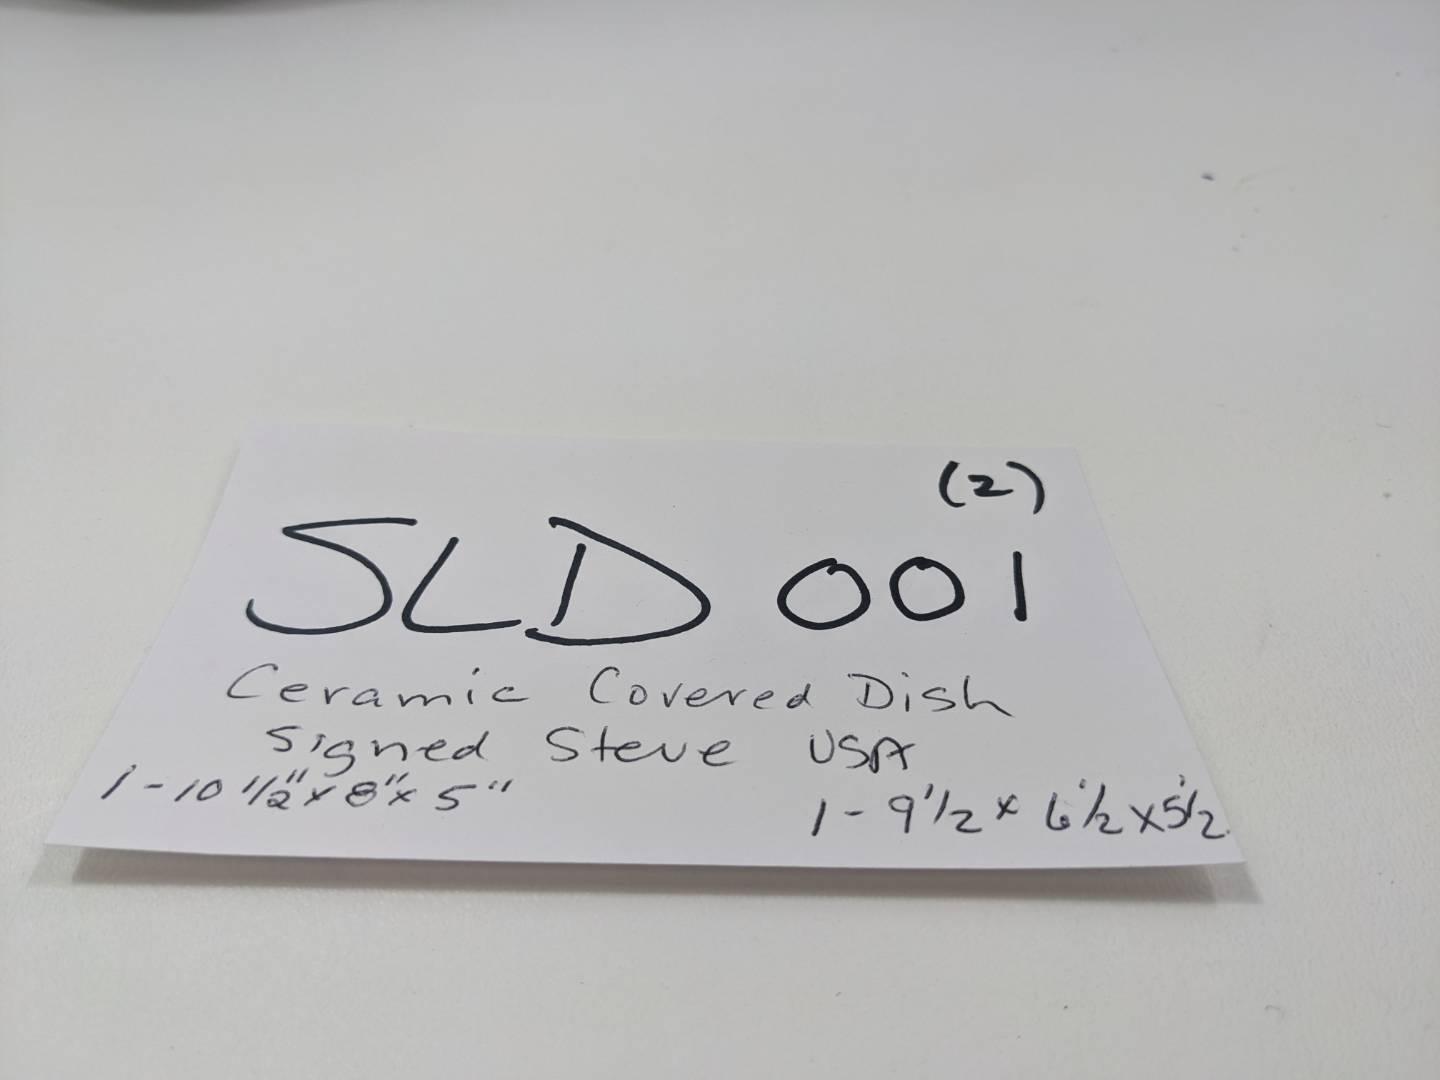 (2)
SLD 001
Ceramic Covered Dish
Signed Steve USA
1-10 1/2" x 8" x 5"
1-9 1/2 x 6 1/2 x 5 1/2